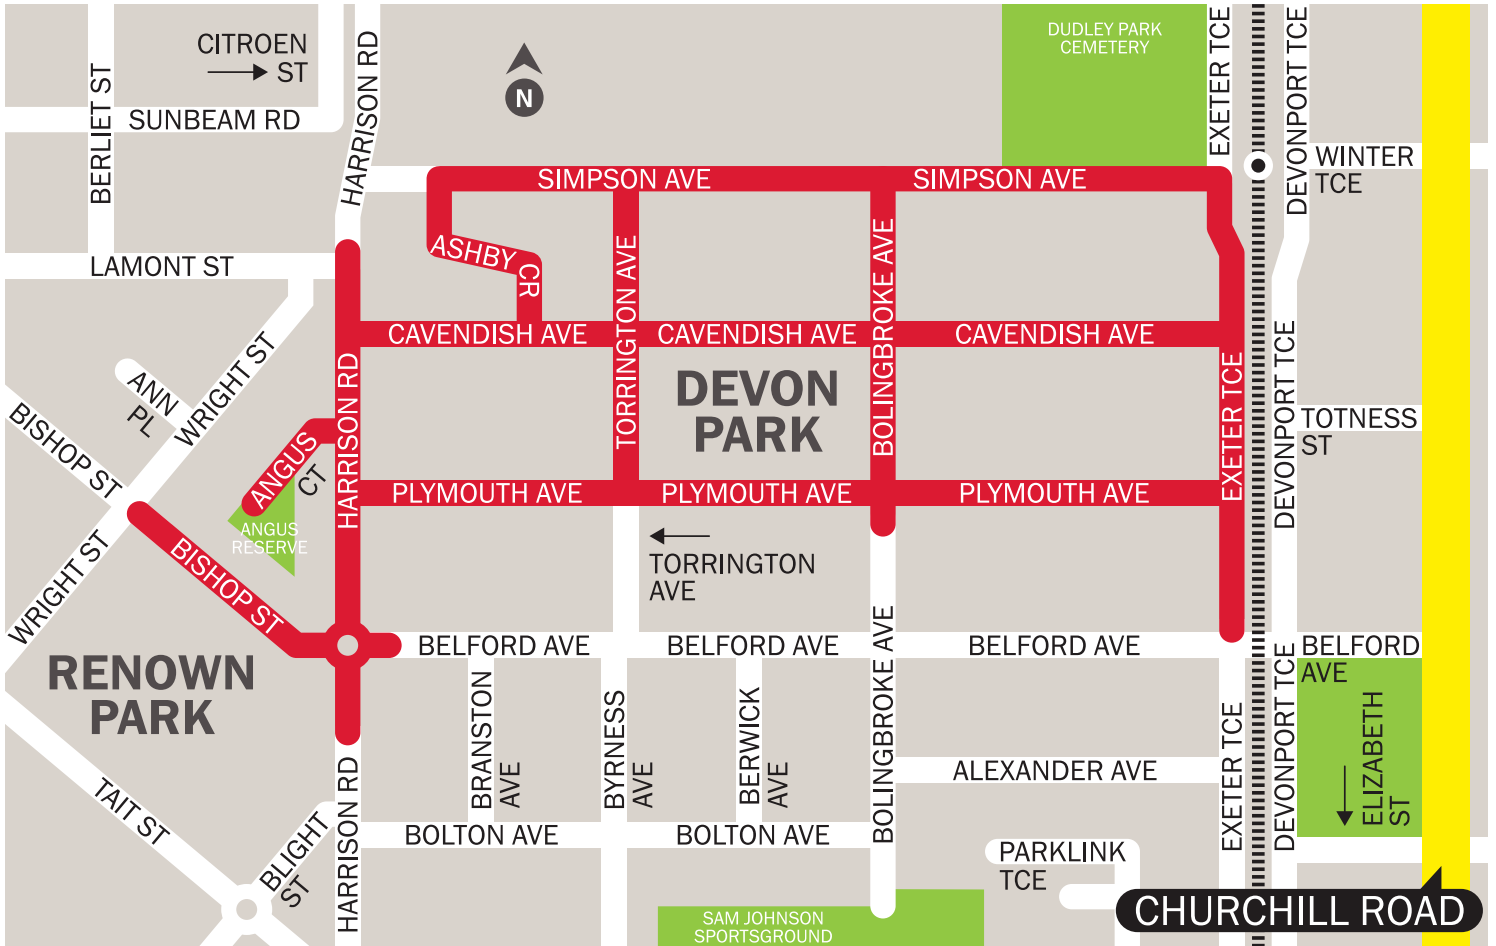 CITROEN
ST
BERLIET ST
SUNBEAM RD
HARRISON RD
N
DUDLEY PARK
CEMETERY
EXETER TCE
DEVONPORT TCE
WINTER
TCE
SIMPSON AVE
SIMPSON AVE
LAMONT ST
ASHBY
CR
TORRINGTON AVE
BOLINGBROKE AVE
CAVENDISH AVE
CAVENDISH AVE
CAVENDISH AVE
WRIGHT ST
ANN
PL
BISHOP ST
HARRISON RD
DEVON
PARK
EXETER TCE
DEVONPORT TCE
TOTNESS
ST
ANGUS
CT
PLYMOUTH AVE
PLYMOUTH AVE
PLYMOUTH AVE
ANGUS
RESERVE
WRIGHT ST
BISHOP ST
TORRINGTON
AVE
BELFORD AVE
BELFORD AVE
BELFORD AVE
BELFORD
AVE
RENOWN
PARK
BRANSTON
AVE
BYRNESS
AVE
BERWICK
AVE
BOLINGBROKE AVE
EXETER TCE
DEVONPORT TCE
ELIZABETH
ST
ALEXANDER AVE
TAIT ST
BLIGHT
ST
HARRISON RD
BOLTON AVE
BOLTON AVE
PARKLINK
TCE
SAM JOHNSON
SPORTSGROUND
CHURCHILL ROAD